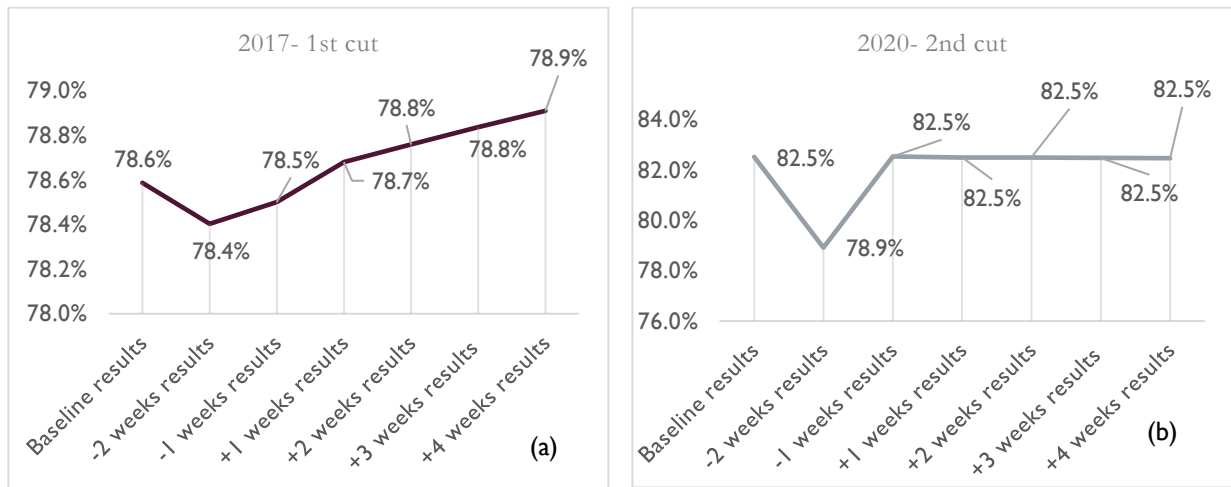 2017- 1st cut
79.0%
78.8%
78.6%
78.4%
78.2%
78.0%
78.6%
78.4%
78.5%
78.7%
78.8%
78.8%
78.9%
Baseline results
-2 weeks results
-1 weeks results
+1 weeks results
+2 weeks results
+3 weeks results
+4 weeks results
(a)
2020- 2nd cut
84.0%
82.0%
80.0%
78.0%
76.0%
82.5%
78.9%
82.5%
82.5%
82.5%
82.5%
82.5%
Baseline results
-2 weeks results
-1 weeks results
+1 weeks results
+2 weeks results
+3 weeks results
+4 weeks results
(b)